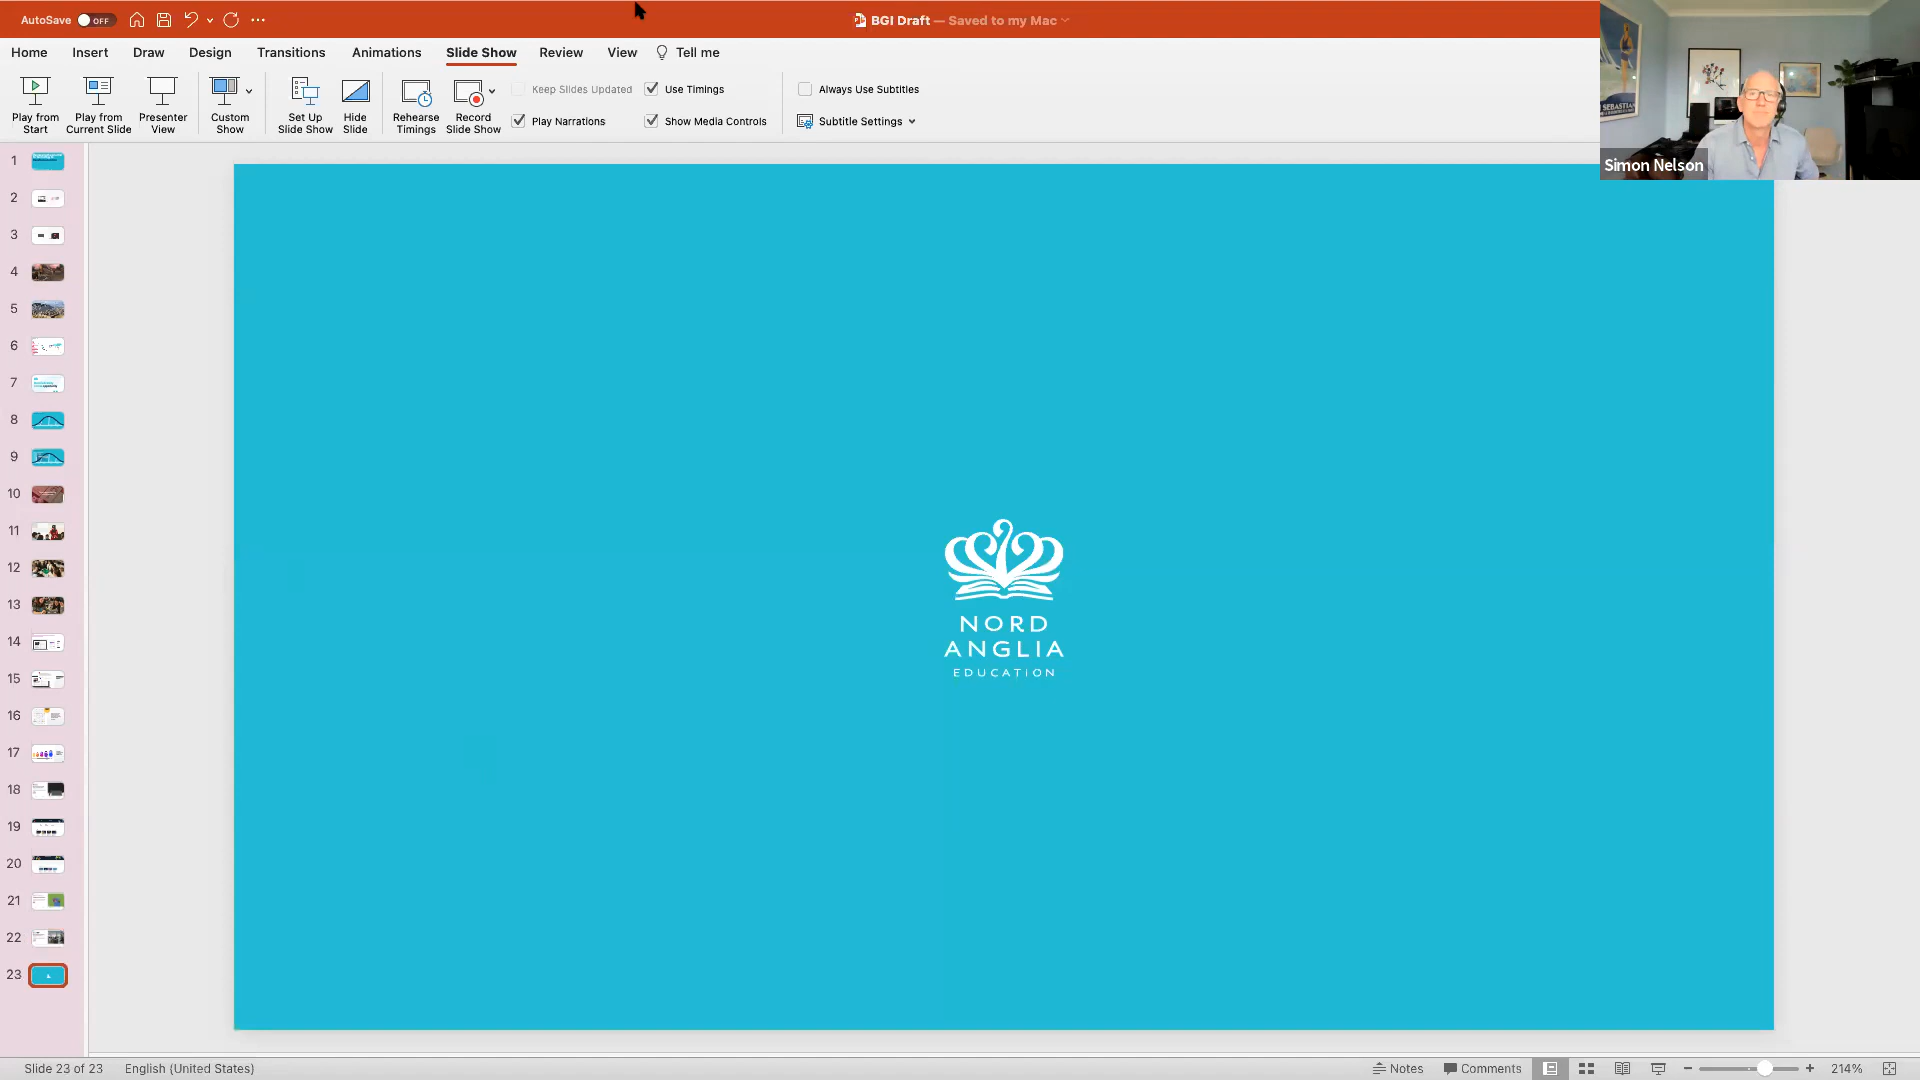 AutoSave OFF
BGI Draft — Saved to my Mac
Home Insert Draw Design Transitions Animations Slide Show Review View Tell me
Play from Start
Play from Current Slide
Presenter View
Custom Show
Set Up Slide Show
Hide Slide
Rehearse Timings
Record Slide Show
Keep Slides Updated
Use Timings
Play Narrations
Show Media Controls
Always Use Subtitles
Subtitle Settings
Simon Nelson
1
2
3
4
5
6
7
8
9
10
11
12
13
14
15
16
17
18
19
20
21
22
23
NORD
ANGLIA
EDUCATION
Slide 23 of 23 English (United States) Notes Comments 214%